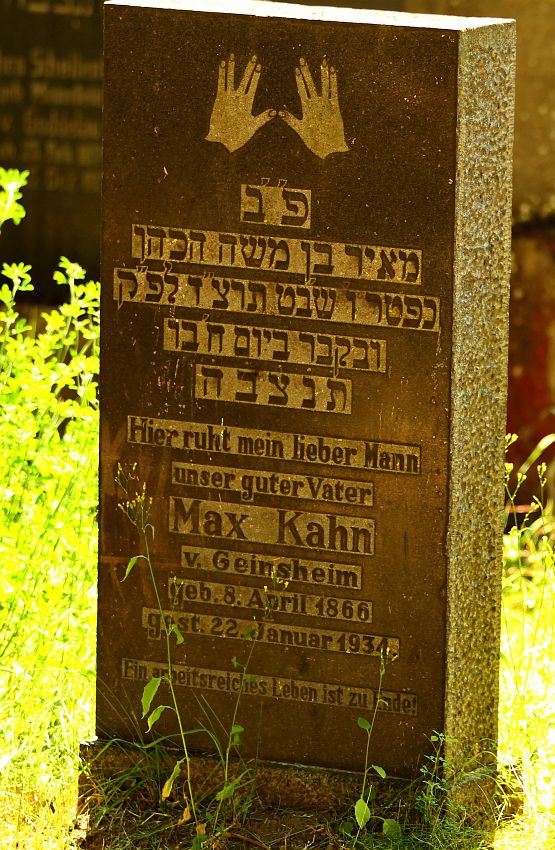 פ״ב
מאיר בן משה הכהן
נפטר ו׳ שבט תרצ״ד לפ״ק
ונקבר ביום ח׳ בו
תנצבה
Hier ruht mein lieber Mann
unser guter Vater
Max Kahn
v. Geinsheim
geb. 8. April 1866
gest. 22. Januar 1934
Ein arbeitsreiches Leben ist zu Ende!